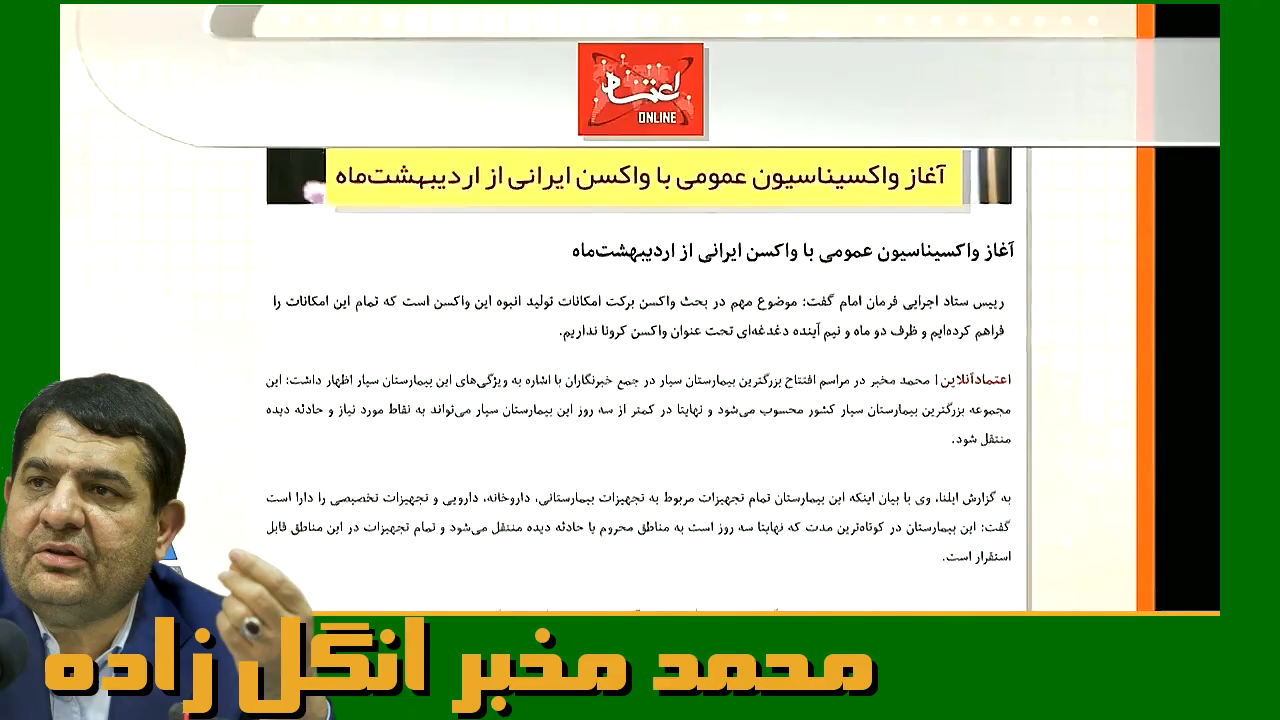 اعتماد
ONLINE
آغاز واکسیناسیون عمومی با واکسن ایرانی از اردیبهشت‌ماه
آغاز واکسیناسیون عمومی با واکسن ایرانی از اردیبهشت‌ماه
رییس ستاد اجرایی فرمان امام گفت: موضوع مهم در بحث واکسن برکت امکانات تولید انبوه این واکسن است که تمام این امکانات را
فراهم کرده‌ایم و ظرف دو ماه و نیم آینده دغدغه‌ای تحت عنوان واکسن کرونا نداریم.
اعتمادآنلاین| محمد مخبر در مراسم افتتاح بزرگترین بیمارستان سیار در جمع خبرنگاران با اشاره به ویژگی‌های این بیمارستان سیار اظهار داشت: این
مجموعه بزرگترین بیمارستان سیار کشور محسوب می‌شود و نهایتا در کمتر از سه روز این بیمارستان سیار می‌تواند به نقاط مورد نیاز و حادثه دیده
منتقل شود.
به گزارش ایلنا، وی با بیان اینکه این بیمارستان تمام تجهیزات مربوط به تجهیزات بیمارستانی، داروخانه، دارویی و تجهیزات تخصیصی را دارا است
گفت: این بیمارستان در کوتاه‌ترین مدت که نهایتا سه روز است به مناطق محروم یا حادثه دیده منتقل می‌شود و تمام تجهیزات در این مناطق قابل
استقرار است.
محمد مخبر انگل زاده